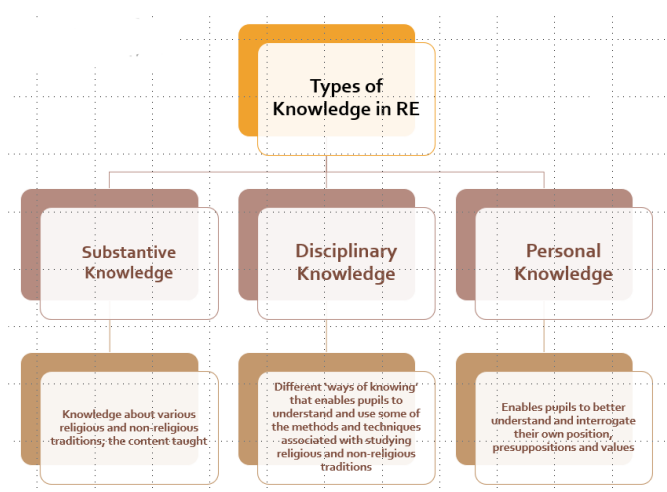 Types of
Knowledge in RE
Substantive
Knowledge
Disciplinary
Knowledge
Personal
Knowledge
Knowledge about various
religious and non-religious
traditions; the content taught
Different 'ways of knowing'
that enables pupils to
understand and use some of
the methods and techniques
associated with studying
religious and non-religious
traditions
Enables pupils to better
understand and interrogate
their own position,
presuppositions and values